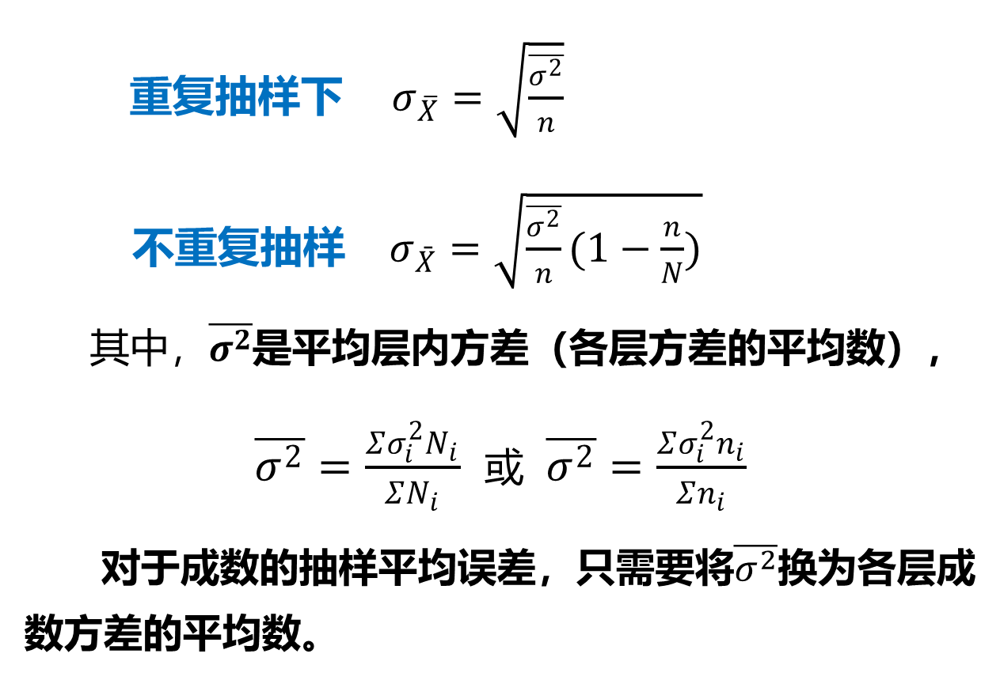 重复抽样下 $\sigma_{\bar{X}} = \sqrt{\frac{\overline{\sigma^2}}{n}}$
不重复抽样 $\sigma_{\bar{X}} = \sqrt{\frac{\overline{\sigma^2}}{n}(1-\frac{n}{N})}$
其中，$\overline{\sigma^2}$是平均层内方差（各层方差的平均数），
$\overline{\sigma^2} = \frac{\Sigma\sigma_i^2 N_i}{\Sigma N_i}$ 或 $\overline{\sigma^2} = \frac{\Sigma\sigma_i^2 n_i}{\Sigma n_i}$
对于成数的抽样平均误差，只需要将$\overline{\sigma^2}$换为各层成
数方差的平均数。